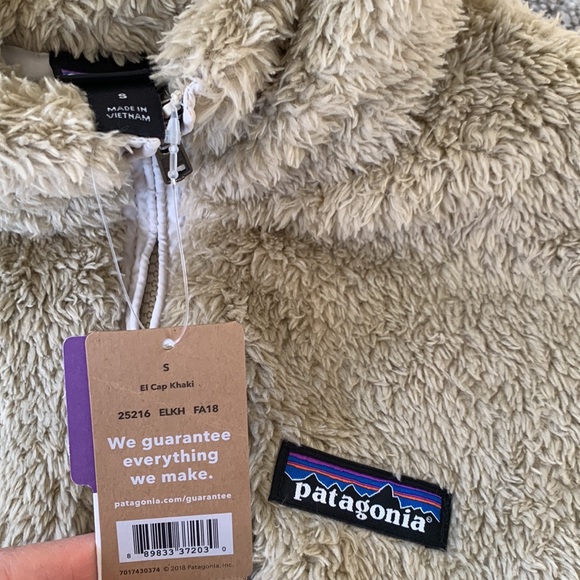 S
MADE IN
VIETNAM
S
El Cap Khaki
25216 ELKH FA18
We guarantee
everything
we make.
patagonia.com/guarantee
8 89833 37203 0
7017430374 © 2018 Patagonia, Inc.
patagonia®